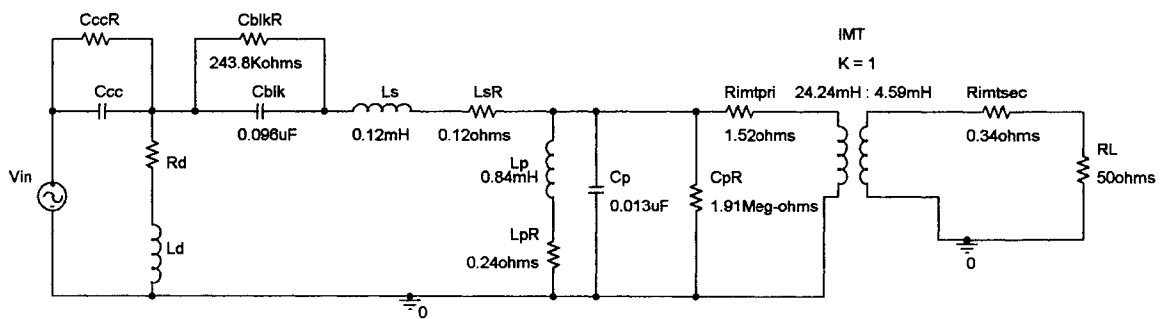 CccR
Ccc
Vin
Rd
Ld
CblkR
243.8Kohms
Cblk
0.096uF
Ls
0.12mH
LsR
0.12ohms
Lp
0.84mH
LpR
0.24ohms
Cp
0.013uF
CpR
1.91Meg-ohms
Rimtpri
1.52ohms
IMT
K = 1
24.24mH : 4.59mH
Rimtsec
0.34ohms
RL
50ohms
0
0